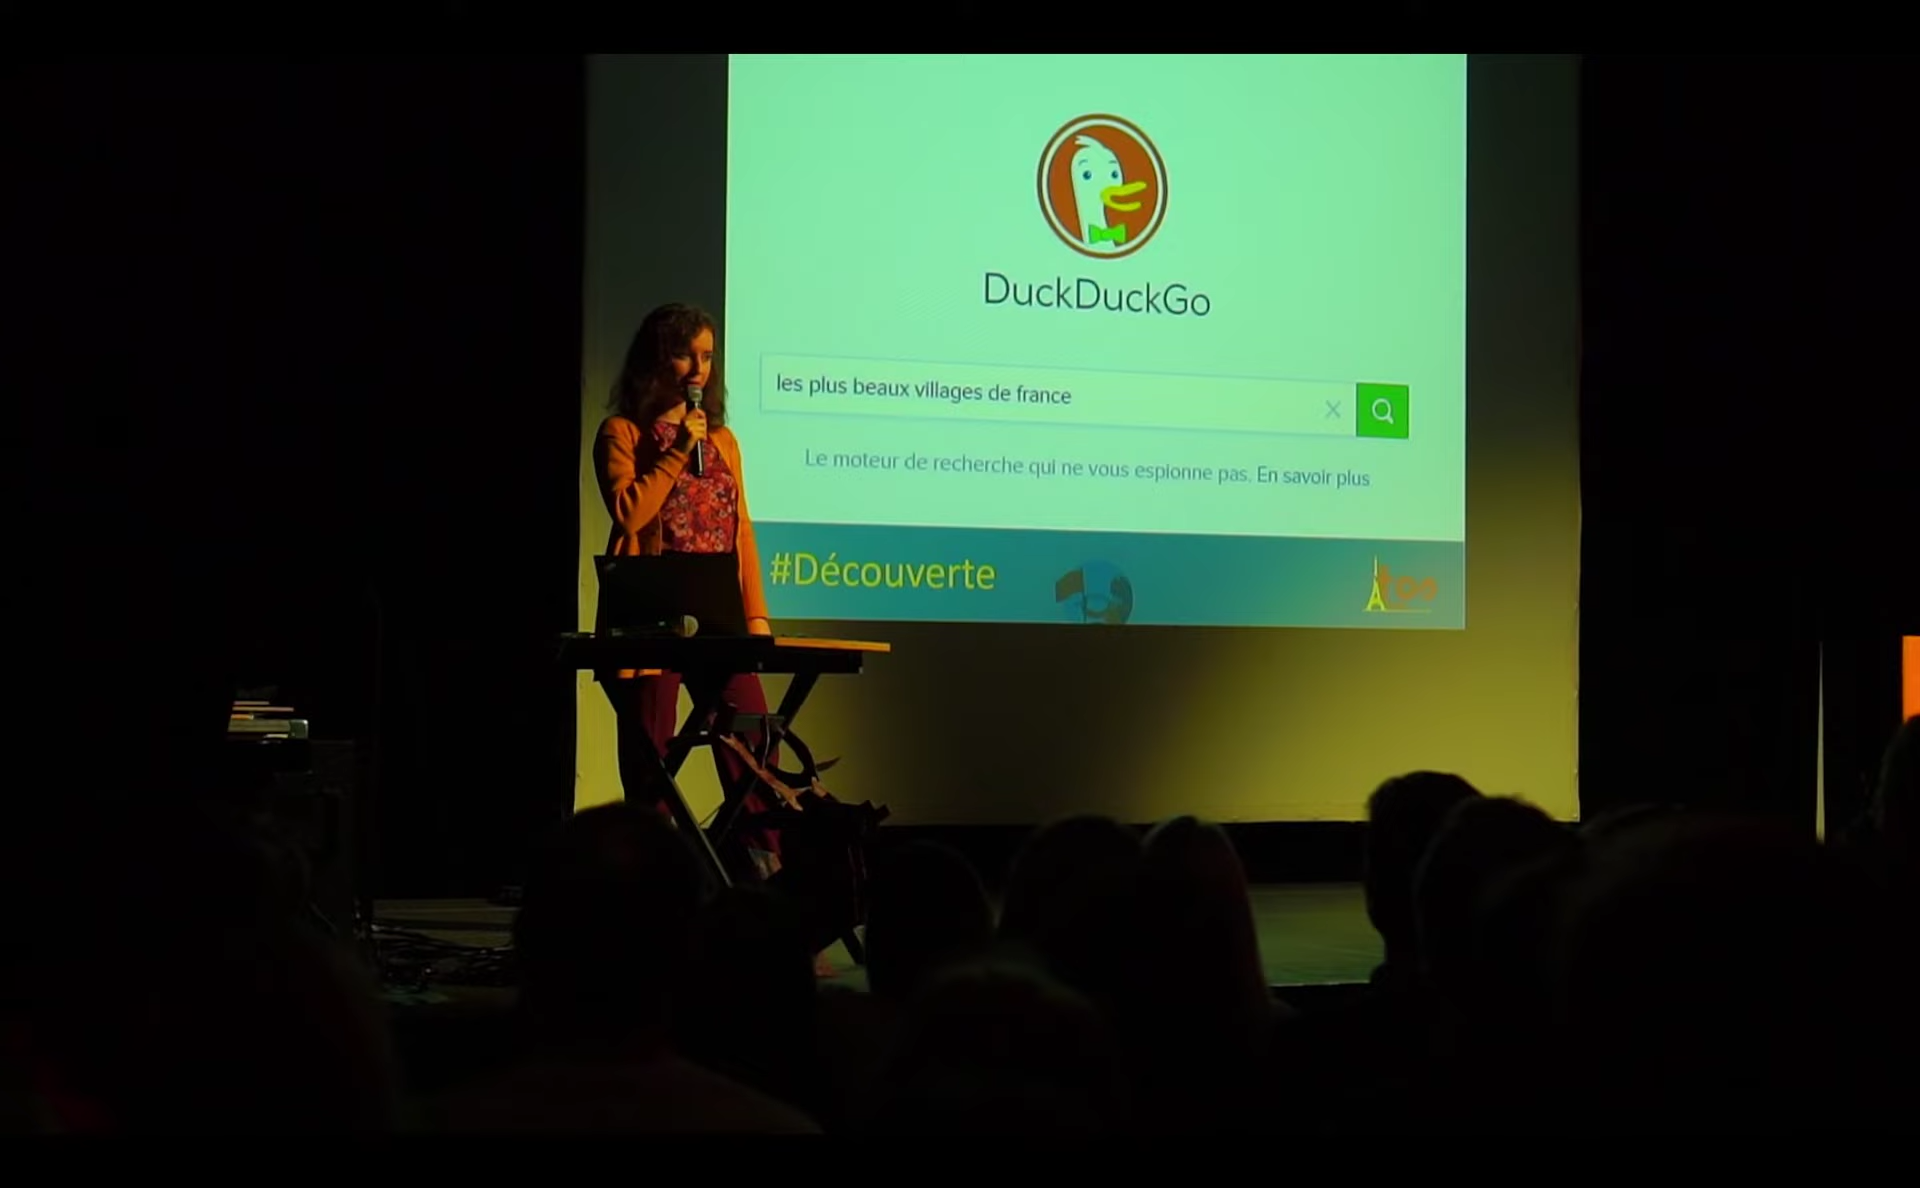 DuckDuckGo
les plus beaux villages de france
Le moteur de recherche qui ne vous espionne pas. En savoir plus
#Découverte